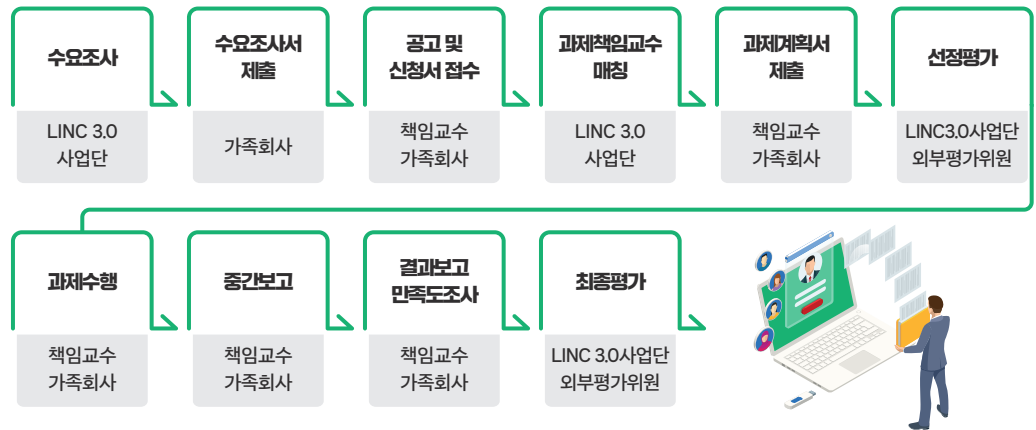 수요조사
LINC 3.0
사업단
수요조사서
제출
가족회사
공고 및
신청서 접수
책임교수
가족회사
과제책임교수
매칭
LINC 3.0
사업단
과제계획서
제출
책임교수
가족회사
선정평가
LINC3.0사업단
외부평가위원
과제수행
책임교수
가족회사
중간보고
책임교수
가족회사
결과보고
만족도조사
책임교수
가족회사
최종평가
LINC 3.0사업단
외부평가위원